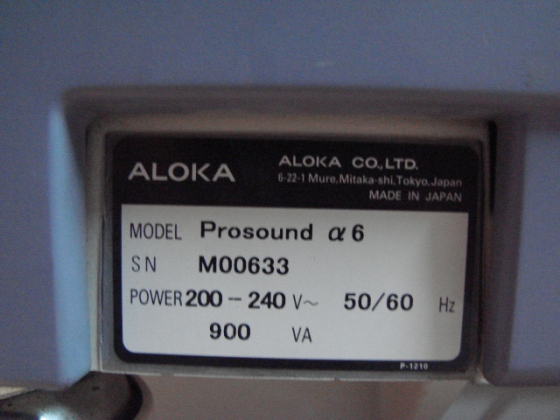 ALOKA
ALOKA CO.,LTD.
6-22-1 Mure, Mitaka-shi, Tokyo, Japan
MADE IN JAPAN
MODEL Prosound α6
SN M00633
POWER 200 - 240 V~ 50/60 Hz
900 VA
P-1210